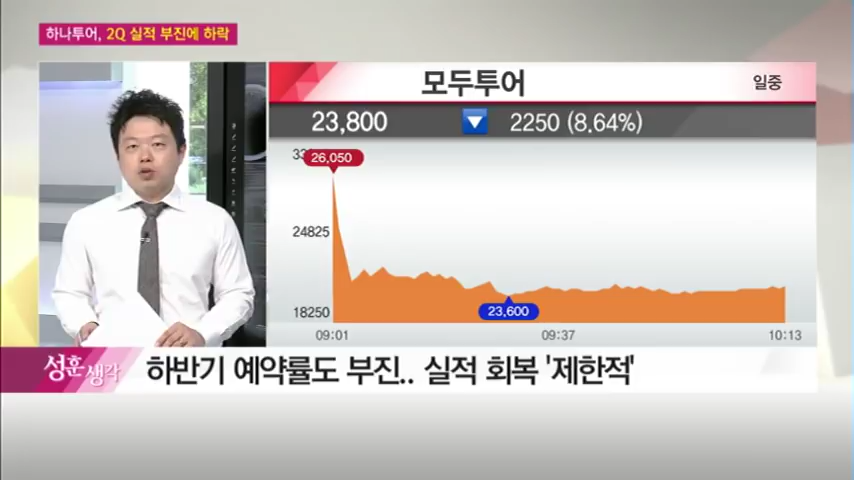 하나투어, 2Q 실적 부진에 하락
모두투어
일중
23,800 ▼ 2250 (8.64%)
26,050
24825
18250
23,600
09:01 09:37 10:13
성훈생각
하반기 예약률도 부진.. 실적 회복 '제한적'